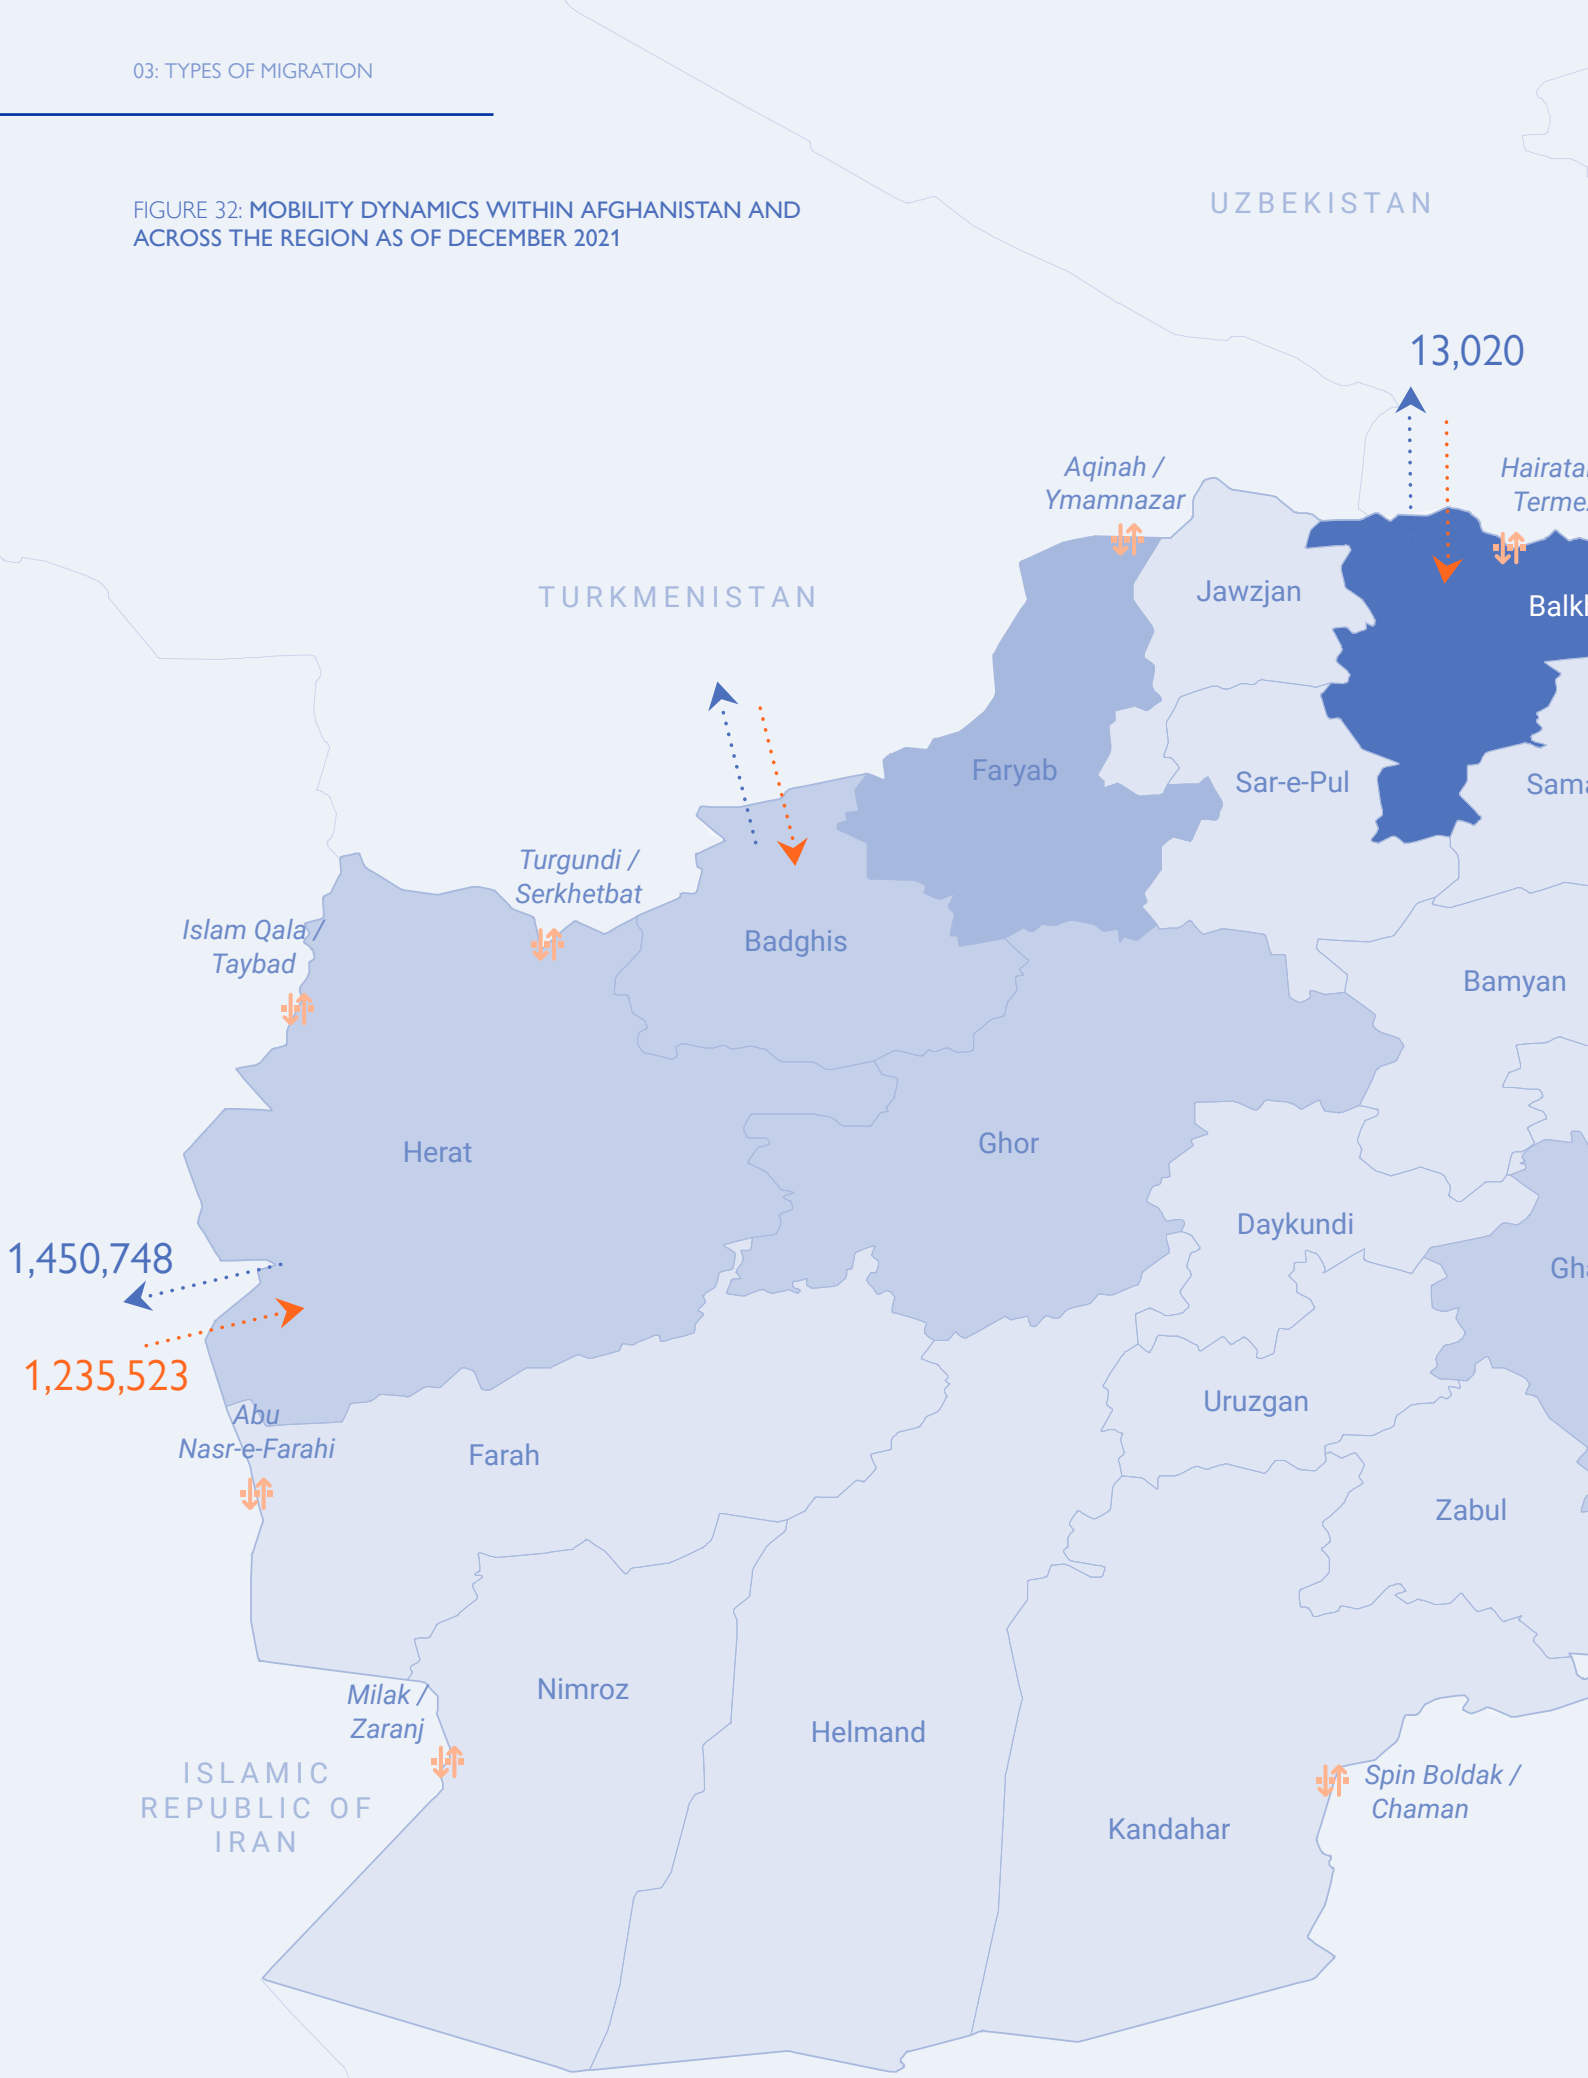 03: TYPES OF MIGRATION
FIGURE 32: MOBILITY DYNAMICS WITHIN AFGHANISTAN AND
ACROSS THE REGION AS OF DECEMBER 2021
UZBEKISTAN
13,020
Aqinah /
Ymamnazar
TURKMENISTAN
Jawzjan
Faryab
Sar-e-Pul
Turgundi /
Serkhetbat
Islam Qala /
Taybad
Badghis
Bamyan
Herat
Ghor
Daykundi
1,450,748
1,235,523
Abu
Nasr-e-Farahi
Farah
Uruzgan
Zabul
Nimroz
Milak /
Zaranj
Helmand
ISLAMIC
REPUBLIC OF
IRAN
Spin Boldak /
Chaman
Kandahar